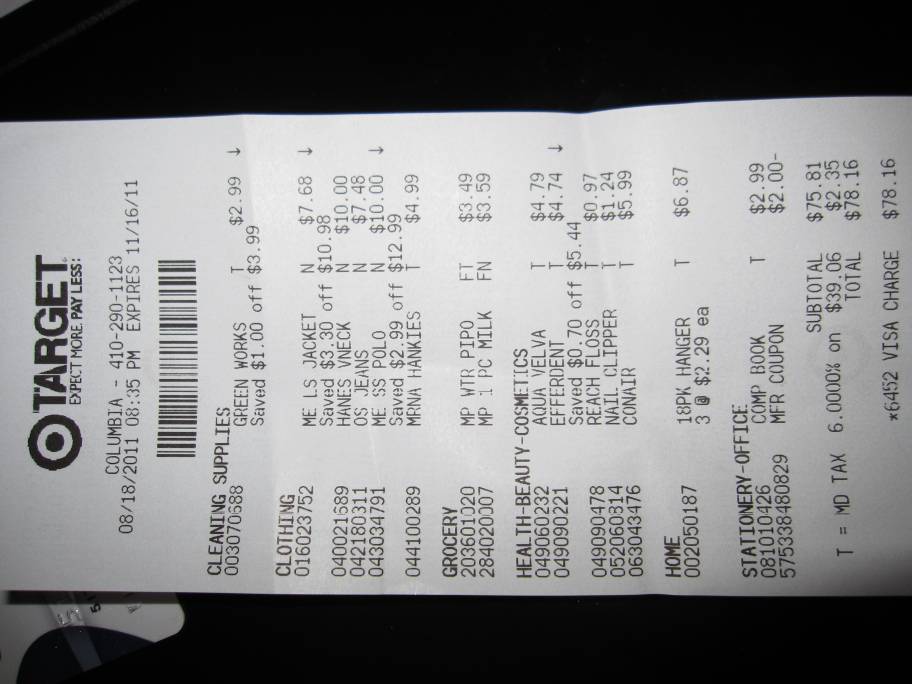 TARGET
EXPECT MORE. PAY LESS:
COLUMBIA - 410-290-1123
08/18/2011 08:35 PM EXPIRES 11/16/11
CLEANING SUPPLIES
003070688 GREEN WORKS T $2.99 ↓
Saved $1.00 off $3.99
CLOTHING
016023752 ME LS JACKET N $7.68 ↓
Saved $3.30 off $10.98
040021689 HANES VNECK N $10.00
042180311 OS JEANS N $7.48
043034791 ME SS POLO N $10.00 ↓
Saved $2.99 off $12.99
044100289 MRNA HANKIES T $4.99
GROCERY
203601020 MP WTR PIPO FT $3.49
284020007 MP 1 PC MILK FN $3.59
HEALTH-BEAUTY-COSMETICS
049060232 AQUA VELVA T $4.79
049090221 EFFERDENT T $4.74 ↓
Saved $0.70 off $5.44
049090478 REACH FLOSS T $0.97
052060814 NAIL CLIPPER T $1.24
063043476 CONAIR T $5.99
HOME
002050187 18PK HANGER T $6.87
3 @ $2.29 ea
STATIONERY-OFFICE
081010426 COMP BOOK T $2.99
575338480829 MFR COUPON $2.00-
SUBTOTAL $75.81
T = MD TAX 6.0000% on $39.06 $2.35
TOTAL $78.16
*6452 VISA CHARGE $78.16